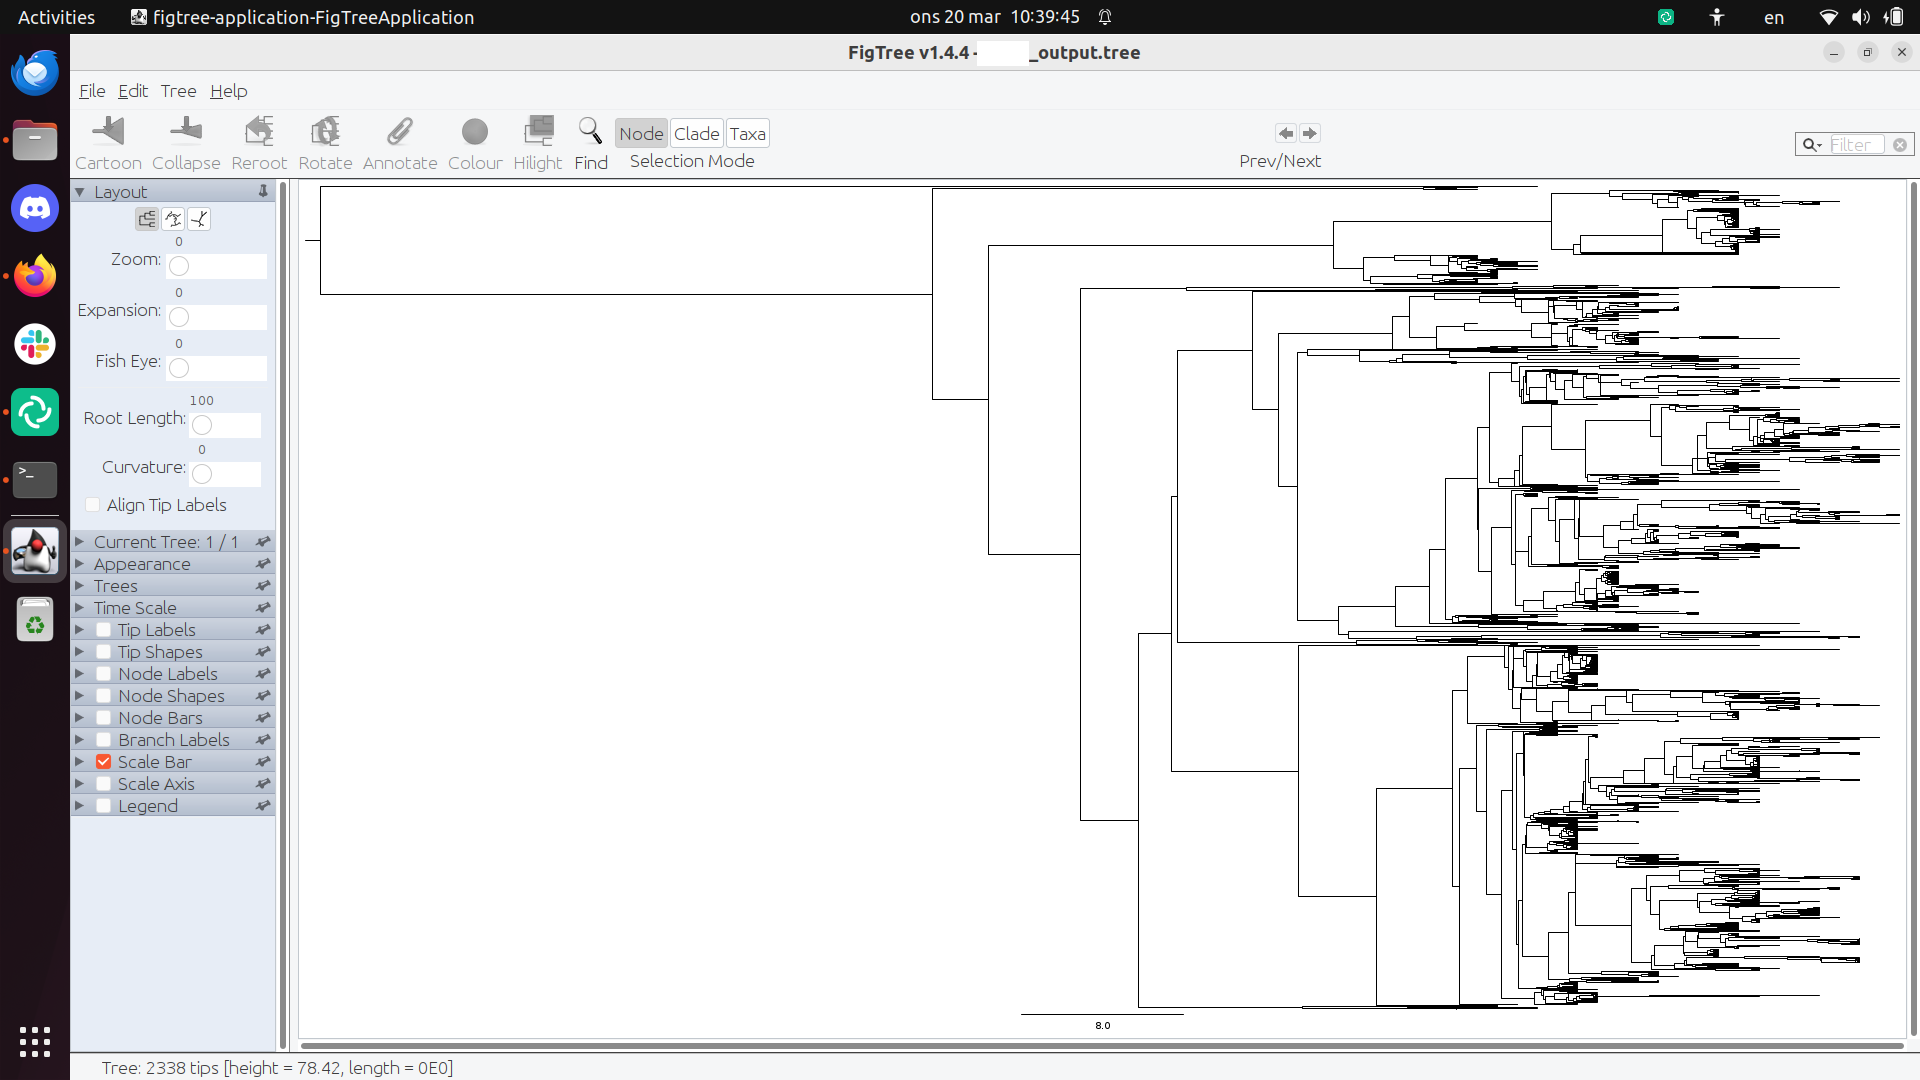 Activities
figtree-application-FigTreeApplication
ons 20 mar 10:39:45
en
FigTree v1.4.4 - _output.tree
File Edit Tree Help
Cartoon Collapse Reroot Rotate Annotate Colour Hilight Find
Node Clade Taxa
Selection Mode
Prev/Next
Filter
Layout
0
Zoom:
0
Expansion:
0
Fish Eye:
100
Root Length:
0
Curvature:
Align Tip Labels
Current Tree: 1 / 1
Appearance
Trees
Time Scale
Tip Labels
Tip Shapes
Node Labels
Node Shapes
Node Bars
Branch Labels
Scale Bar
Scale Axis
Legend
8.0
Tree: 2338 tips [height = 78.42, length = 0E0]